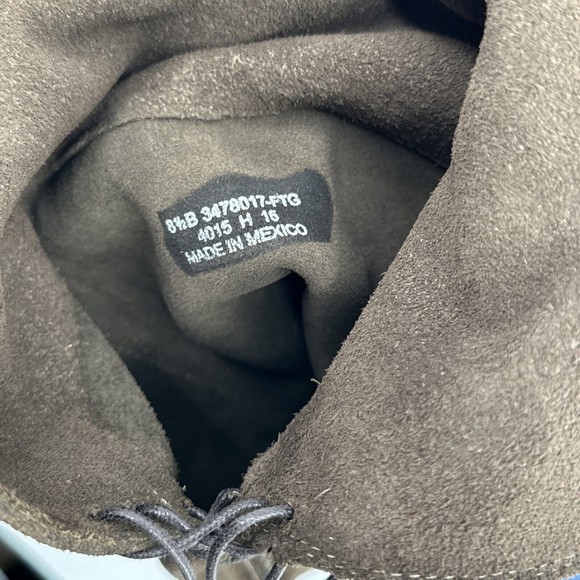 8½B 3478017-FTG
4015 H 16
MADE IN MEXICO